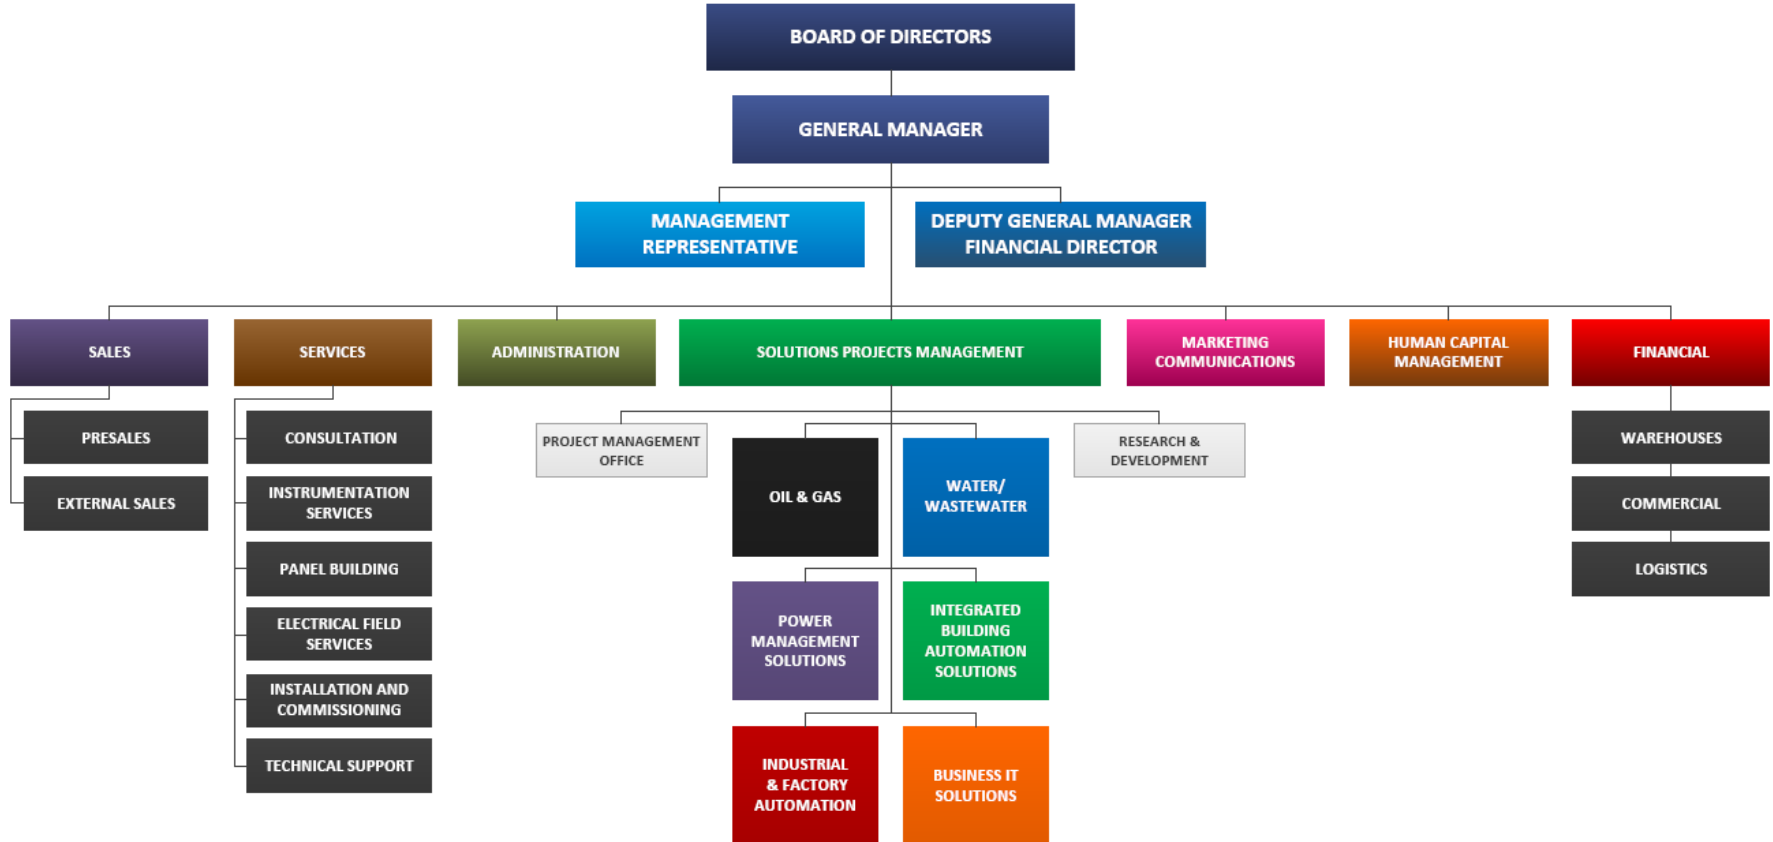 BOARD OF DIRECTORS
GENERAL MANAGER
MANAGEMENT
REPRESENTATIVE
DEPUTY GENERAL MANAGER
FINANCIAL DIRECTOR
SALES
SERVICES
ADMINISTRATION
SOLUTIONS PROJECTS MANAGEMENT
MARKETING
COMMUNICATIONS
HUMAN CAPITAL
MANAGEMENT
FINANCIAL
PRESALES
EXTERNAL SALES
CONSULTATION
INSTRUMENTATION
SERVICES
PANEL BUILDING
ELECTRICAL FIELD
SERVICES
INSTALLATION AND
COMMISSIONING
TECHNICAL SUPPORT
PROJECT MANAGEMENT
OFFICE
OIL & GAS
WATER/
WASTEWATER
RESEARCH &
DEVELOPMENT
POWER
MANAGEMENT
SOLUTIONS
INTEGRATED
BUILDING
AUTOMATION
SOLUTIONS
INDUSTRIAL
& FACTORY
AUTOMATION
BUSINESS IT
SOLUTIONS
WAREHOUSES
COMMERCIAL
LOGISTICS